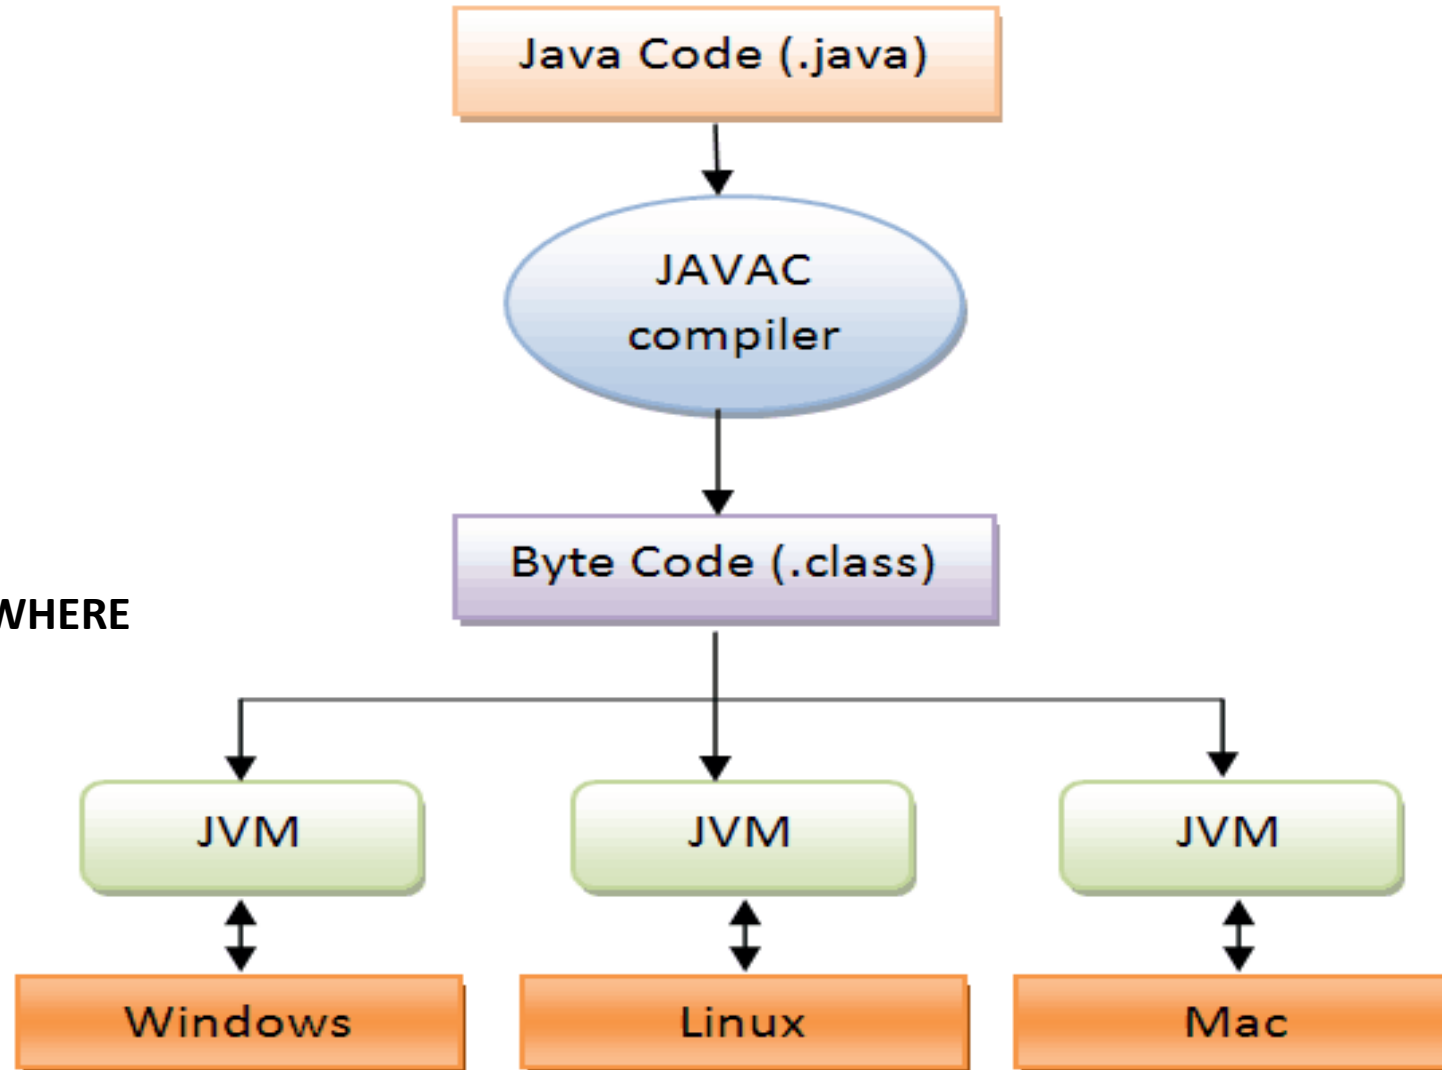 Java Code (.java)
JAVAC
compiler
Byte Code (.class)
WHERE
JVM JVM JVM
Windows Linux Mac